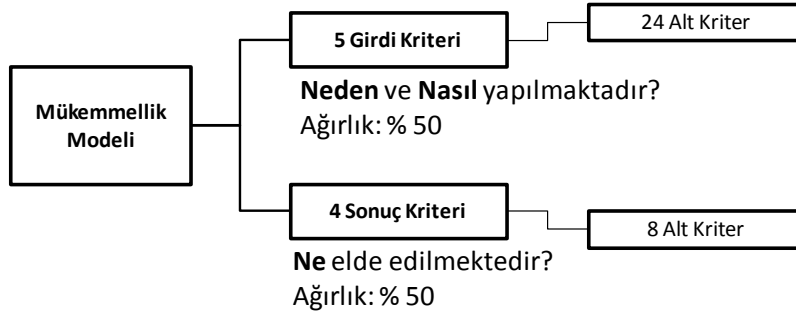 5 Girdi Kriteri
24 Alt Kriter
Neden ve Nasıl yapılmaktadır?
Ağırlık: % 50
Mükemmellik
Modeli
4 Sonuç Kriteri
8 Alt Kriter
Ne elde edilmektedir?
Ağırlık: % 50